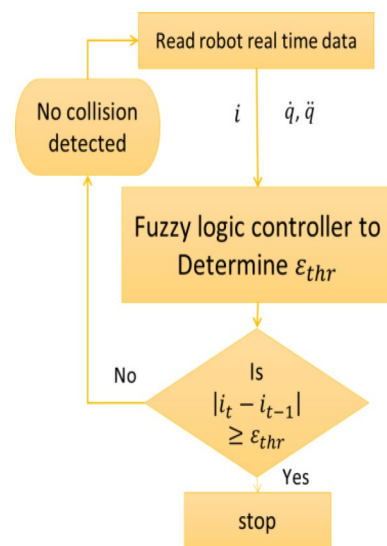 Read robot real time data
No collision
detected
i
q̇, q̈
Fuzzy logic controller to
Determine ε_thr
No
Is
|i_t − i_{t−1}|
≥ ε_thr
Yes
stop